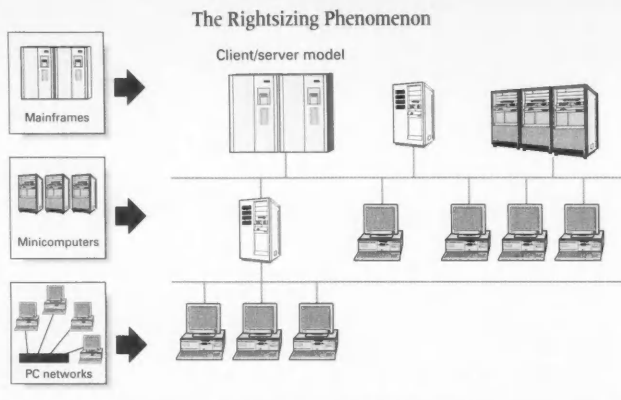 The Rightsizing Phenomenon
Client/server model
Mainframes
Minicomputers
PC networks